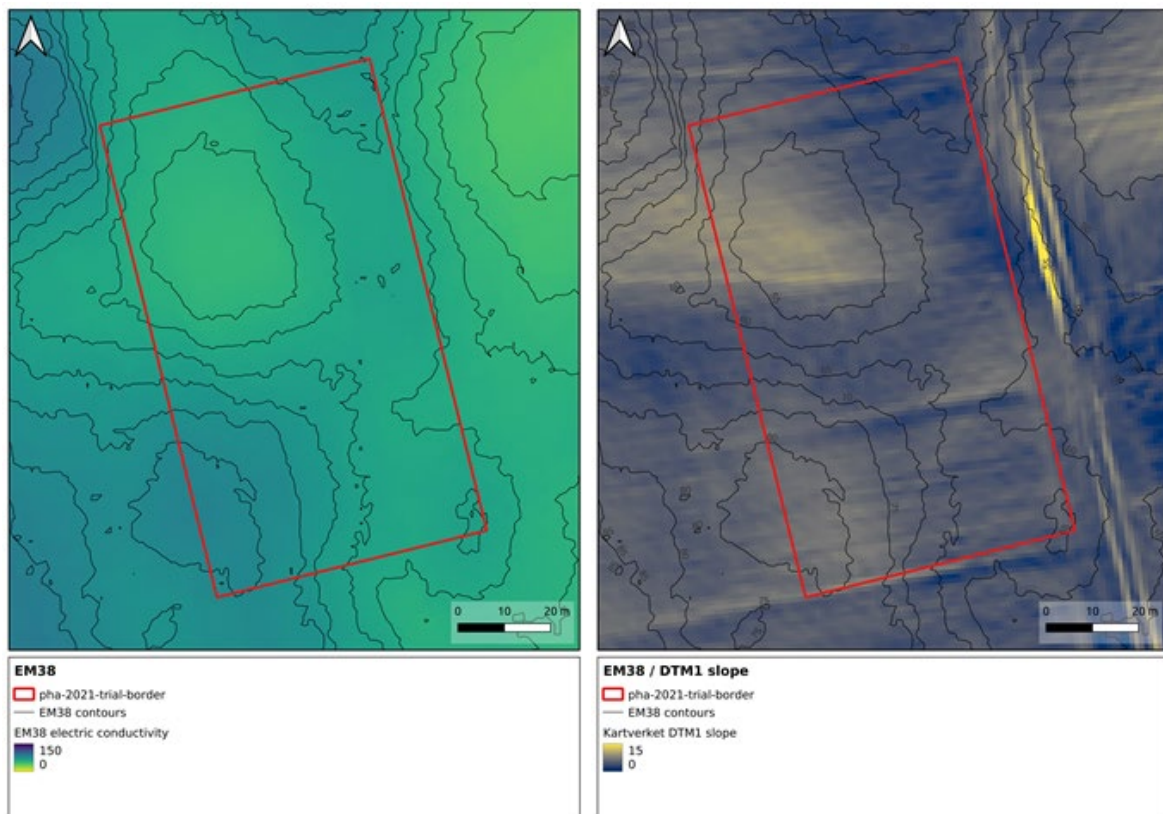 0 10 20 m
EM38
pha-2021-trial-border
EM38 contours
EM38 electric conductivity
150
0
0 10 20 m
EM38 / DTM1 slope
pha-2021-trial-border
EM38 contours
Kartverket DTM1 slope
15
0